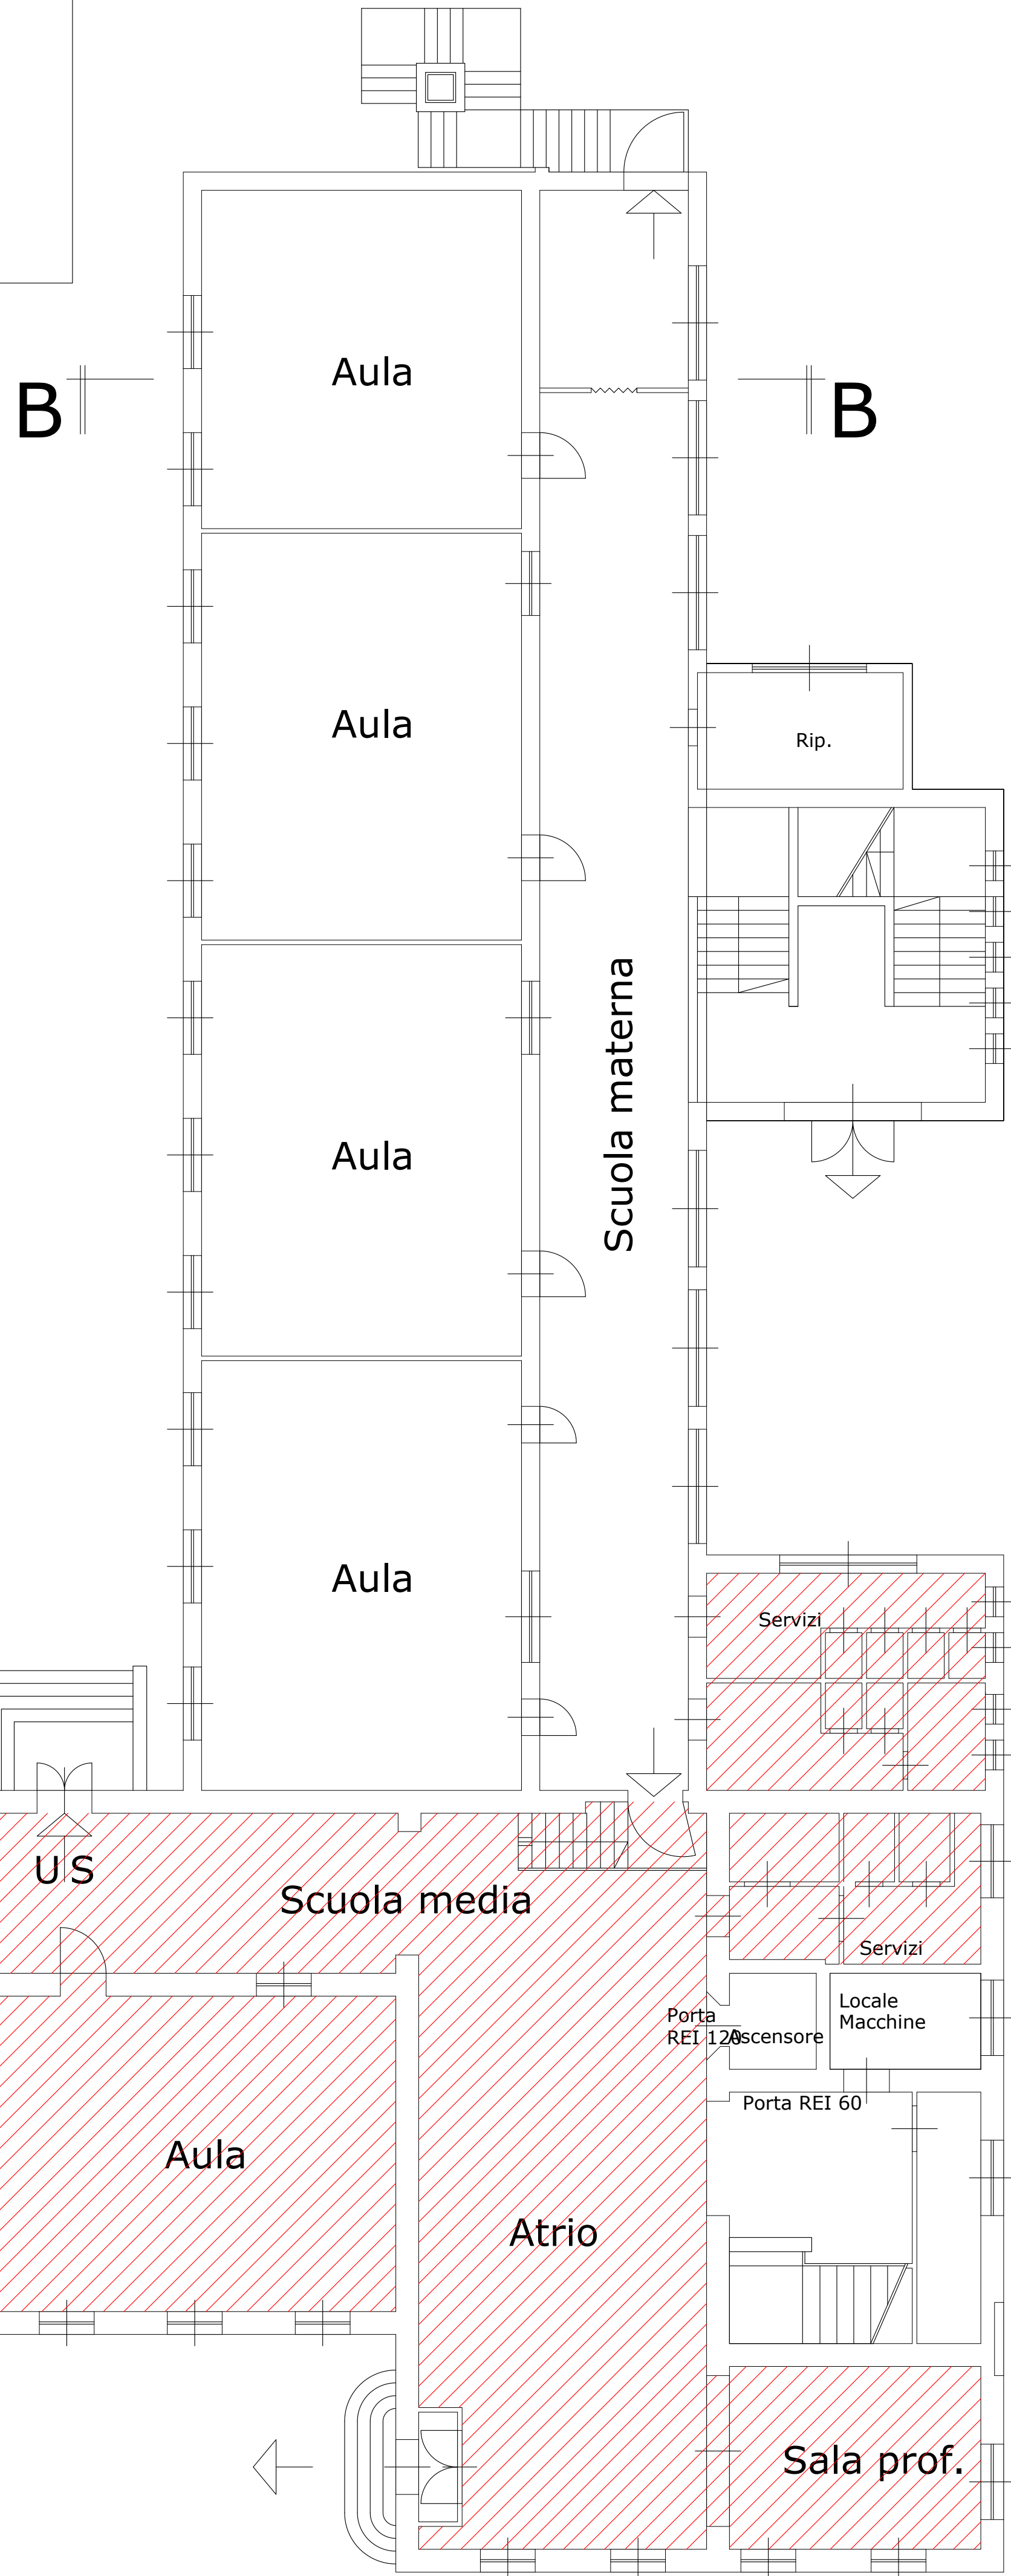 Aula
B
B
Aula
Rip.
Scuola materna
Aula
Aula
Servizi
U S
Scuola media
Servizi
Locale
Macchine
Porta
REI 120
Ascensore
Porta REI 60
Aula
Atrio
Sala prof.